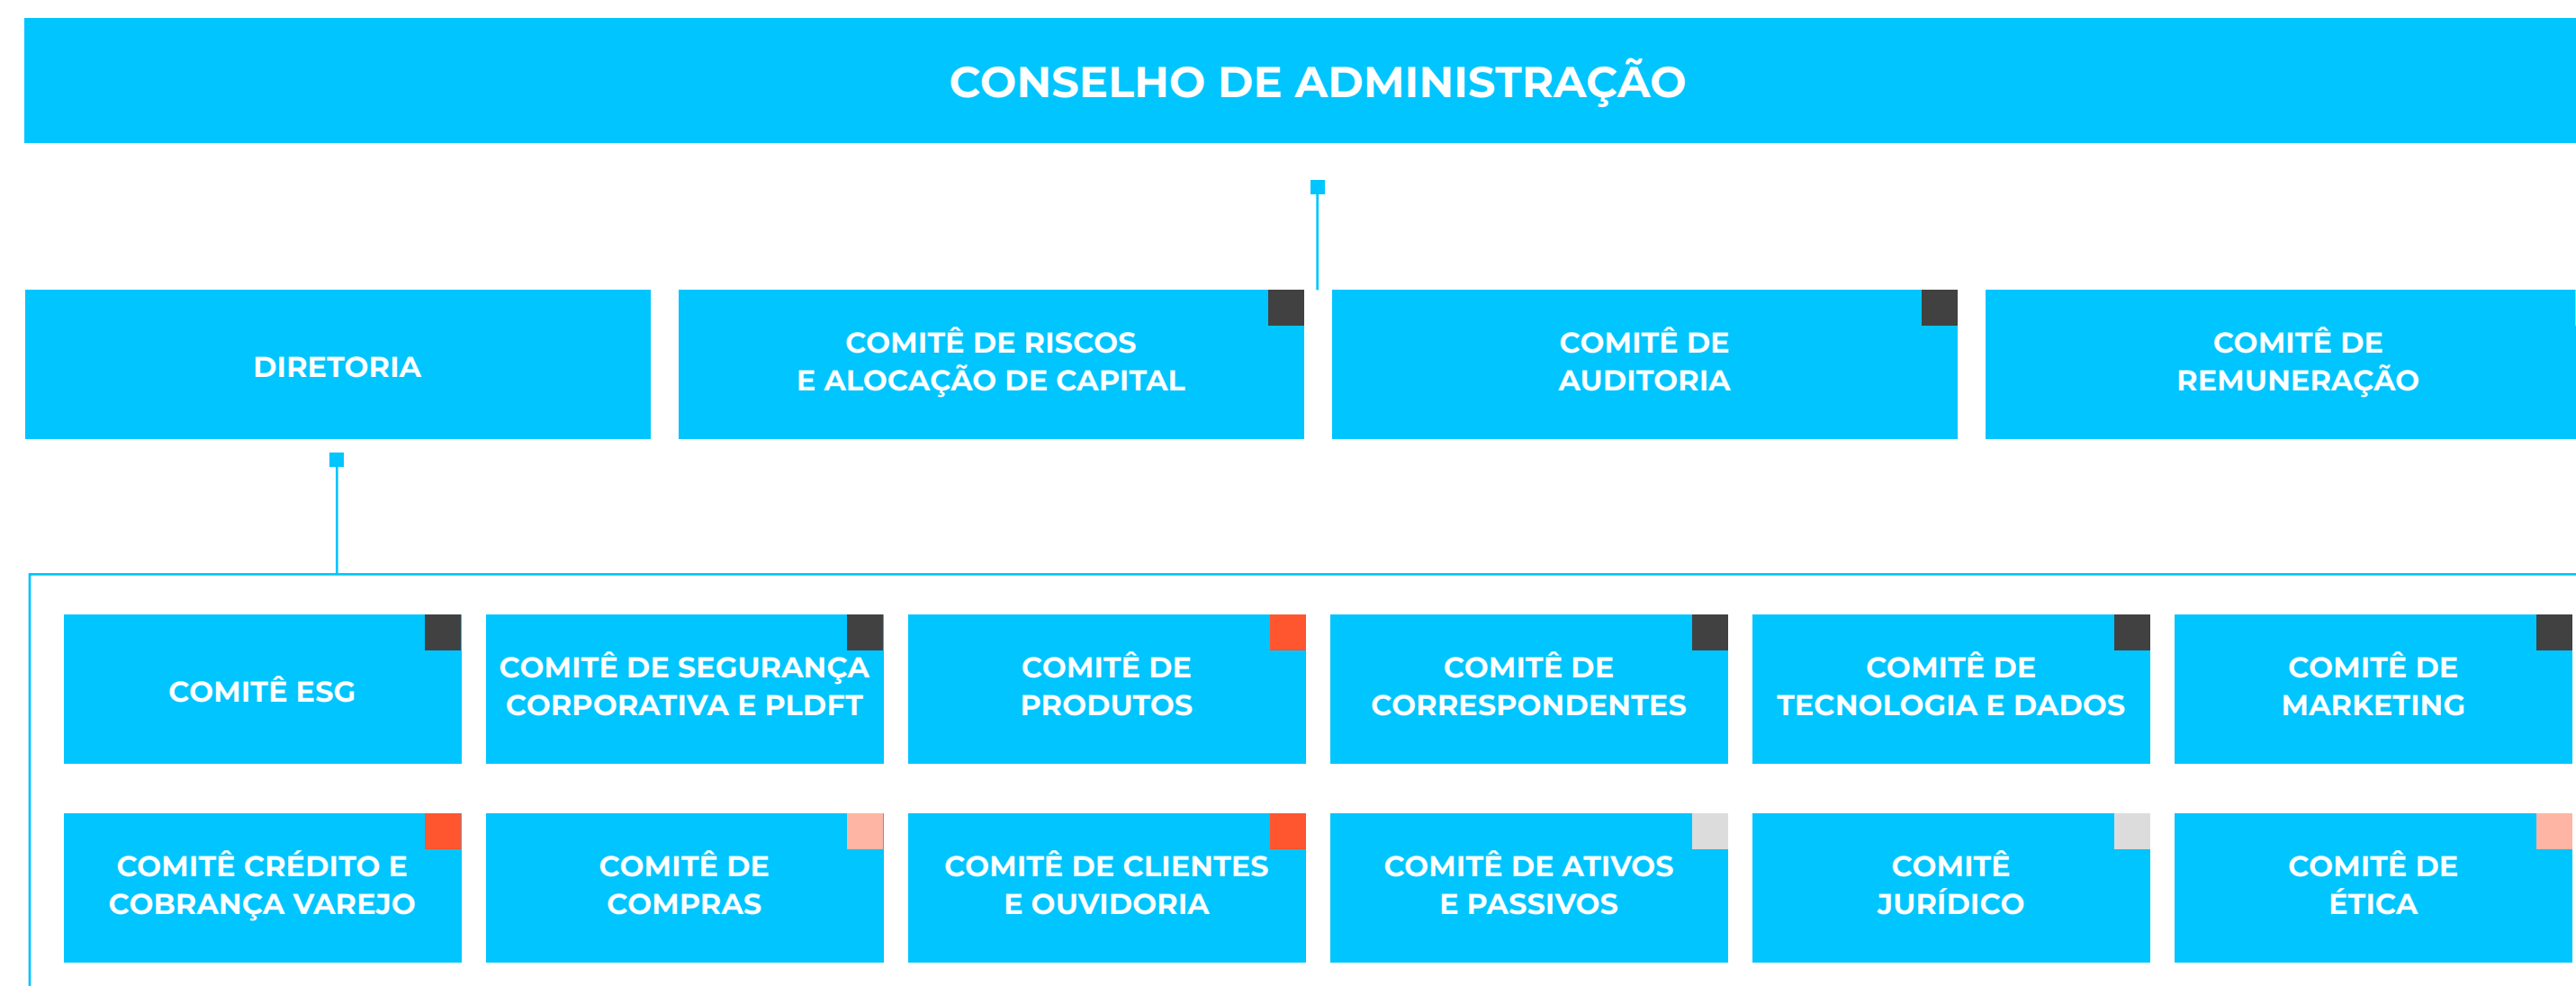 CONSELHO DE ADMINISTRAÇÃO
DIRETORIA
COMITÊ DE RISCOS
E ALOCAÇÃO DE CAPITAL
COMITÊ DE
AUDITORIA
COMITÊ DE
REMUNERAÇÃO
COMITÊ ESG
COMITÊ DE SEGURANÇA
CORPORATIVA E PLDFT
COMITÊ DE
PRODUTOS
COMITÊ DE
CORRESPONDENTES
COMITÊ DE
TECNOLOGIA E DADOS
COMITÊ DE
MARKETING
COMITÊ CRÉDITO E
COBRANÇA VAREJO
COMITÊ DE
COMPRAS
COMITÊ DE CLIENTES
E OUVIDORIA
COMITÊ DE ATIVOS
E PASSIVOS
COMITÊ
JURÍDICO
COMITÊ DE
ÉTICA